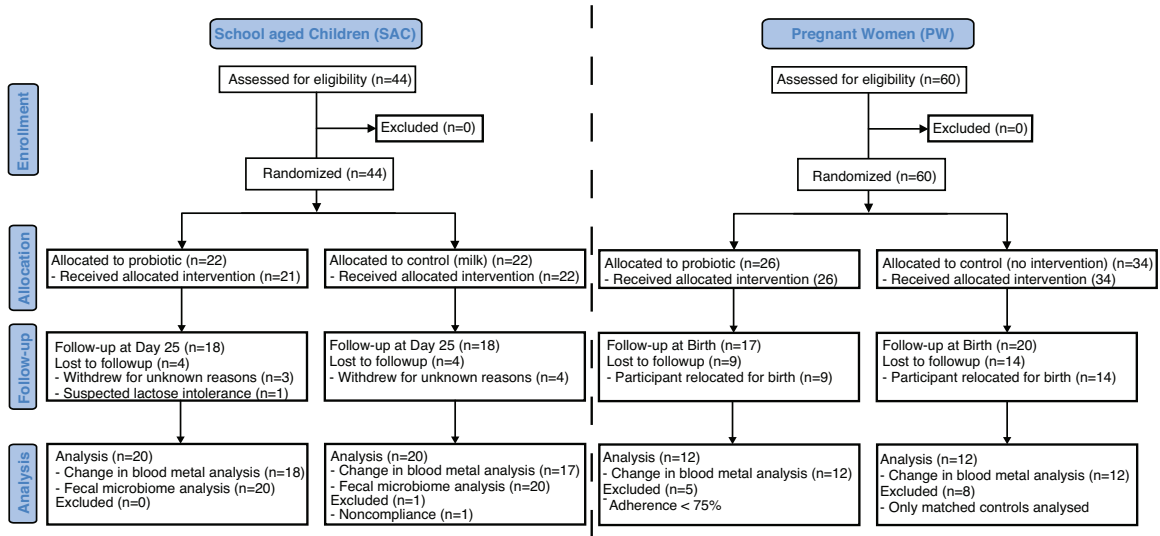 School aged Children (SAC)
Pregnant Women (PW)
Enrollment
Assessed for eligibility (n=44)
Excluded (n=0)
Randomized (n=44)
Assessed for eligibility (n=60)
Excluded (n=0)
Randomized (n=60)
Allocation
Allocated to probiotic (n=22)
- Received allocated intervention (n=21)
Allocated to control (milk) (n=22)
- Received allocated intervention (n=22)
Allocated to probiotic (n=26)
- Received allocated intervention (26)
Allocated to control (no intervention) (n=34)
- Received allocated intervention (34)
Follow-up
Follow-up at Day 25 (n=18)
Lost to followup (n=4)
- Withdrew for unknown reasons (n=3)
- Suspected lactose intolerance (n=1)
Follow-up at Day 25 (n=18)
Lost to followup (n=4)
- Withdrew for unknown reasons (n=4)
Follow-up at Birth (n=17)
Lost to followup (n=9)
- Participant relocated for birth (n=9)
Follow-up at Birth (n=20)
Lost to followup (n=14)
- Participant relocated for birth (n=14)
Analysis
Analysis (n=20)
- Change in blood metal analysis (n=18)
- Fecal microbiome analysis (n=20)
Excluded (n=0)
Analysis (n=20)
- Change in blood metal analysis (n=17)
- Fecal microbiome analysis (n=20)
Excluded (n=1)
- Noncompliance (n=1)
Analysis (n=12)
- Change in blood metal analysis (n=12)
Excluded (n=5)
- Adherence < 75%
Analysis (n=12)
- Change in blood metal analysis (n=12)
Excluded (n=8)
- Only matched controls analysed